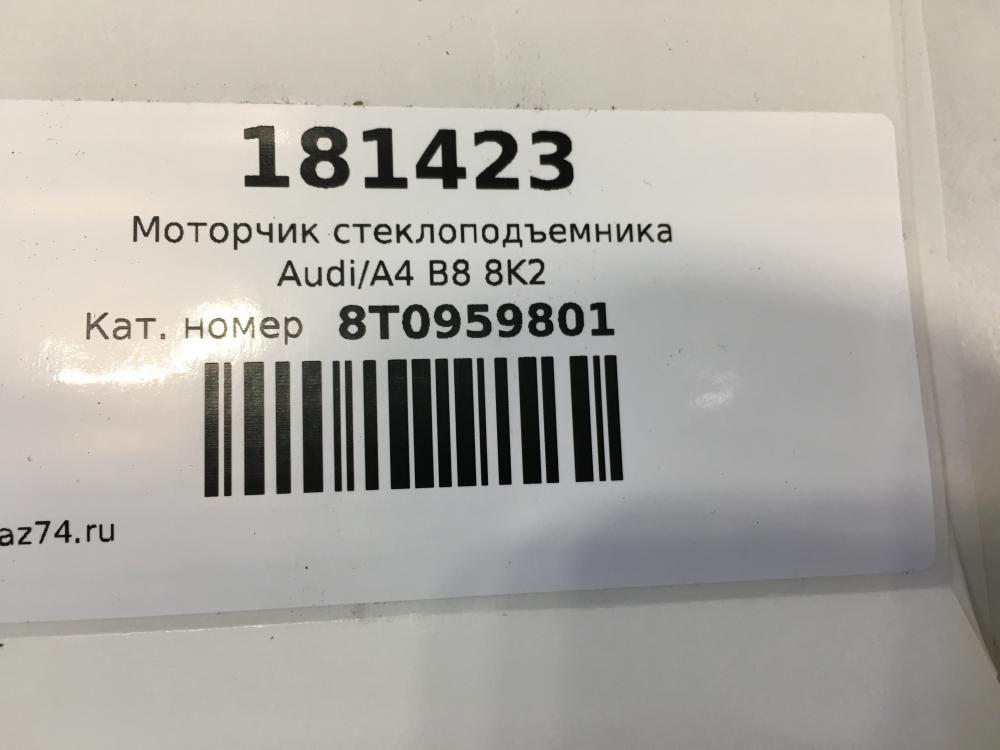 181423
Моторчик стеклоподъемника
Audi/A4 B8 8K2
Кат. номер 8T0959801
az74.ru